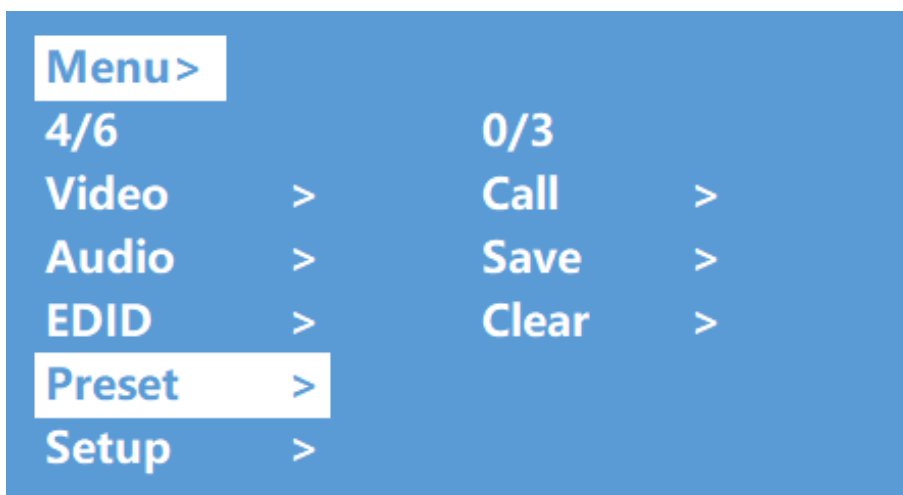 Menu>
4/6 0/3
Video > Call >
Audio > Save >
EDID > Clear >
Preset >
Setup >